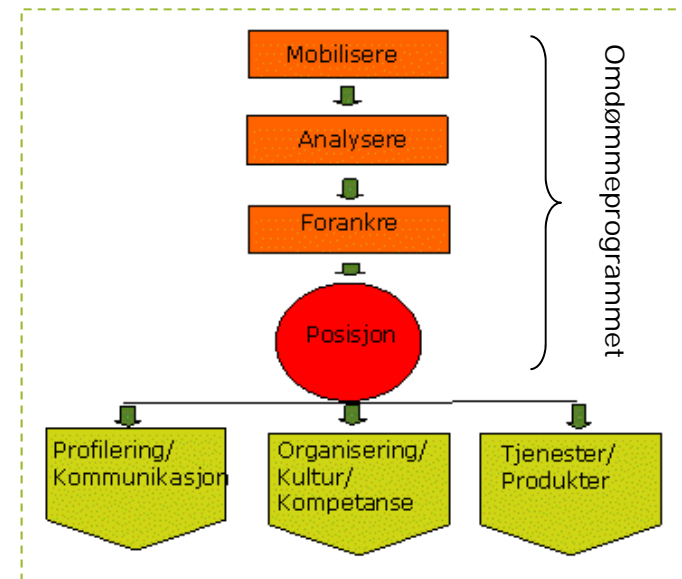 Mobilisere
Analysere
Forankre
Posisjon
Omdømmeprogrammet
Profilering/
Kommunikasjon
Organisering/
Kultur/
Kompetanse
Tjenester/
Produkter